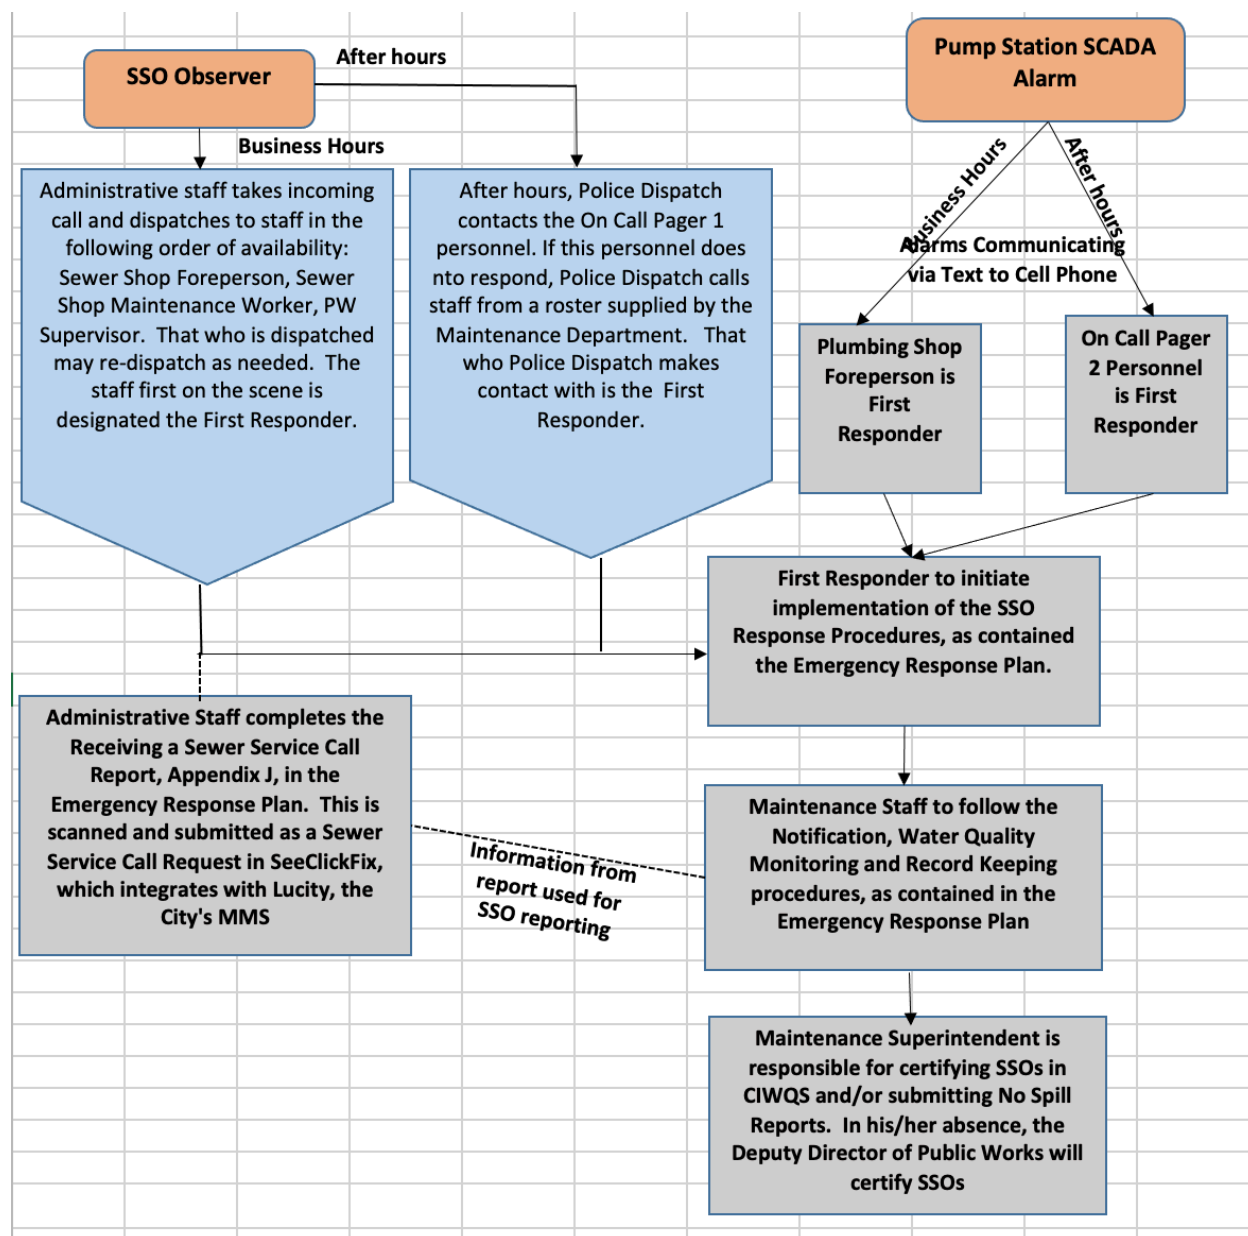 SSO Observer
After hours
Business Hours
Pump Station SCADA
Alarm
Business Hours
After hours
Alarms Communicating
via Text to Cell Phone
Administrative staff takes incoming
call and dispatches to staff in the
following order of availability:
Sewer Shop Foreperson, Sewer
Shop Maintenance Worker, PW
Supervisor.  That who is dispatched
may re-dispatch as needed.  The
staff first on the scene is
designated the First Responder.
After hours, Police Dispatch
contacts the On Call Pager 1
personnel. If this personnel does
nto respond, Police Dispatch calls
staff from a roster supplied by the
Maintenance Department.   That
who Police Dispatch makes
contact with is the  First
Responder.
Plumbing Shop
Foreperson is
First
Responder
On Call Pager
2 Personnel
is First
Responder
First Responder to initiate
implementation of the SSO
Response Procedures, as contained
the Emergency Response Plan.
Administrative Staff completes the
Receiving a Sewer Service Call
Report, Appendix J, in the
Emergency Response Plan.  This is
scanned and submitted as a Sewer
Service Call Request in SeeClickFix,
which integrates with Lucity, the
City's MMS
Information from
report used for
SSO reporting
Maintenance Staff to follow the
Notification, Water Quality
Monitoring and Record Keeping
procedures, as contained in the
Emergency Response Plan
Maintenance Superintendent is
responsible for certifying SSOs in
CIWQS and/or submitting No Spill
Reports.  In his/her absence, the
Deputy Director of Public Works will
certify SSOs